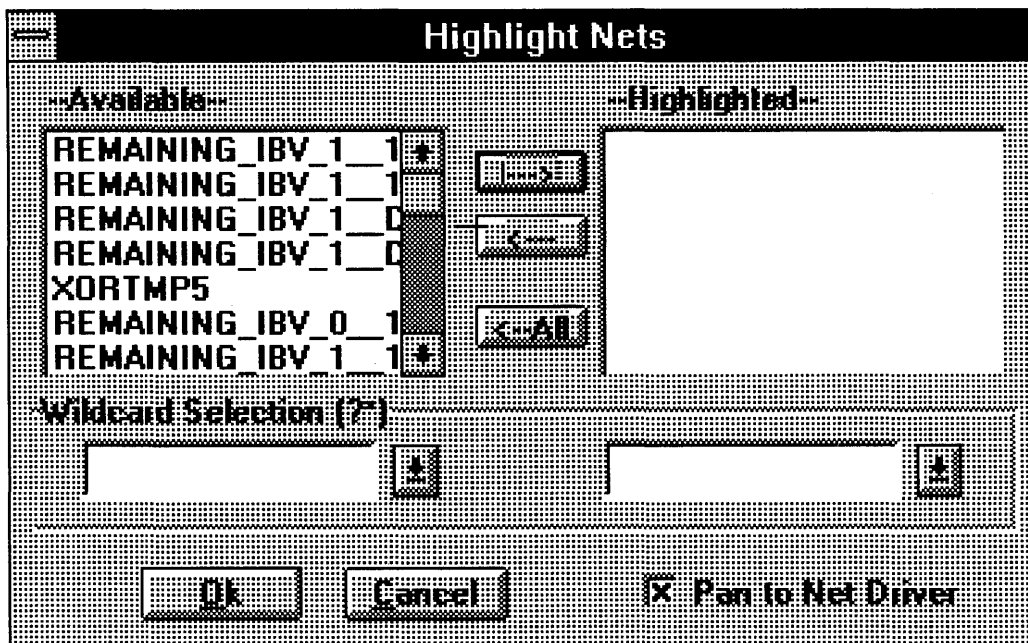 Highlight Nets
--Available--
--Highlighted--
REMAINING_IBV_1__1
REMAINING_IBV_1__1
REMAINING_IBV_1__D
REMAINING_IBV_1__D
XORTMP5
REMAINING_IBV_0__1
REMAINING_IBV_1__1
|--->
<---
<--All
Wildcard Selection (?*)
Ok
Cancel
Pan to Net Driver